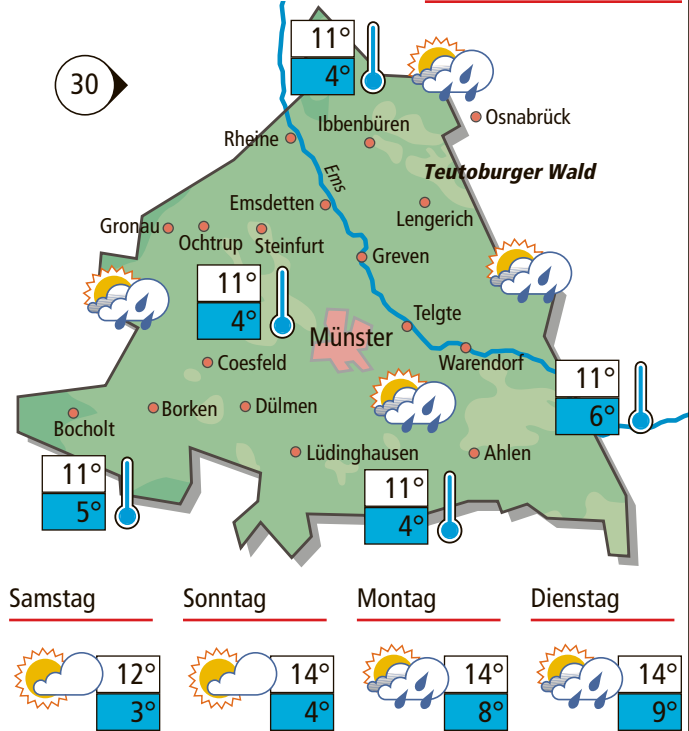 11°
4°
30
Osnabrück
Ibbenbüren
Rheine
Teutoburger Wald
Ems
Emsdetten
Lengerich
Gronau
Ochtrup
Steinfurt
Greven
11°
4°
Telgte
Münster
Warendorf
Coesfeld
11°
6°
Borken
Dülmen
Bocholt
Lüdinghausen
Ahlen
11°
5°
11°
4°
Samstag Sonntag Montag Dienstag
12° 14° 14° 14°
3° 4° 8° 9°